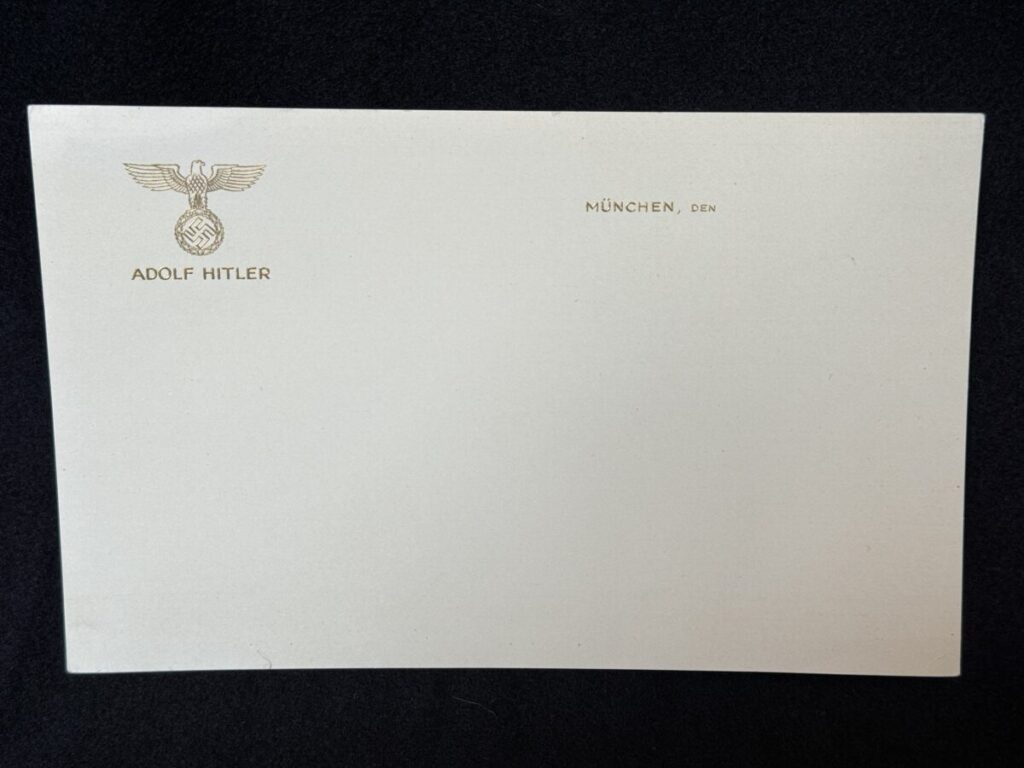 ADOLF HITLER
MÜNCHEN, DEN